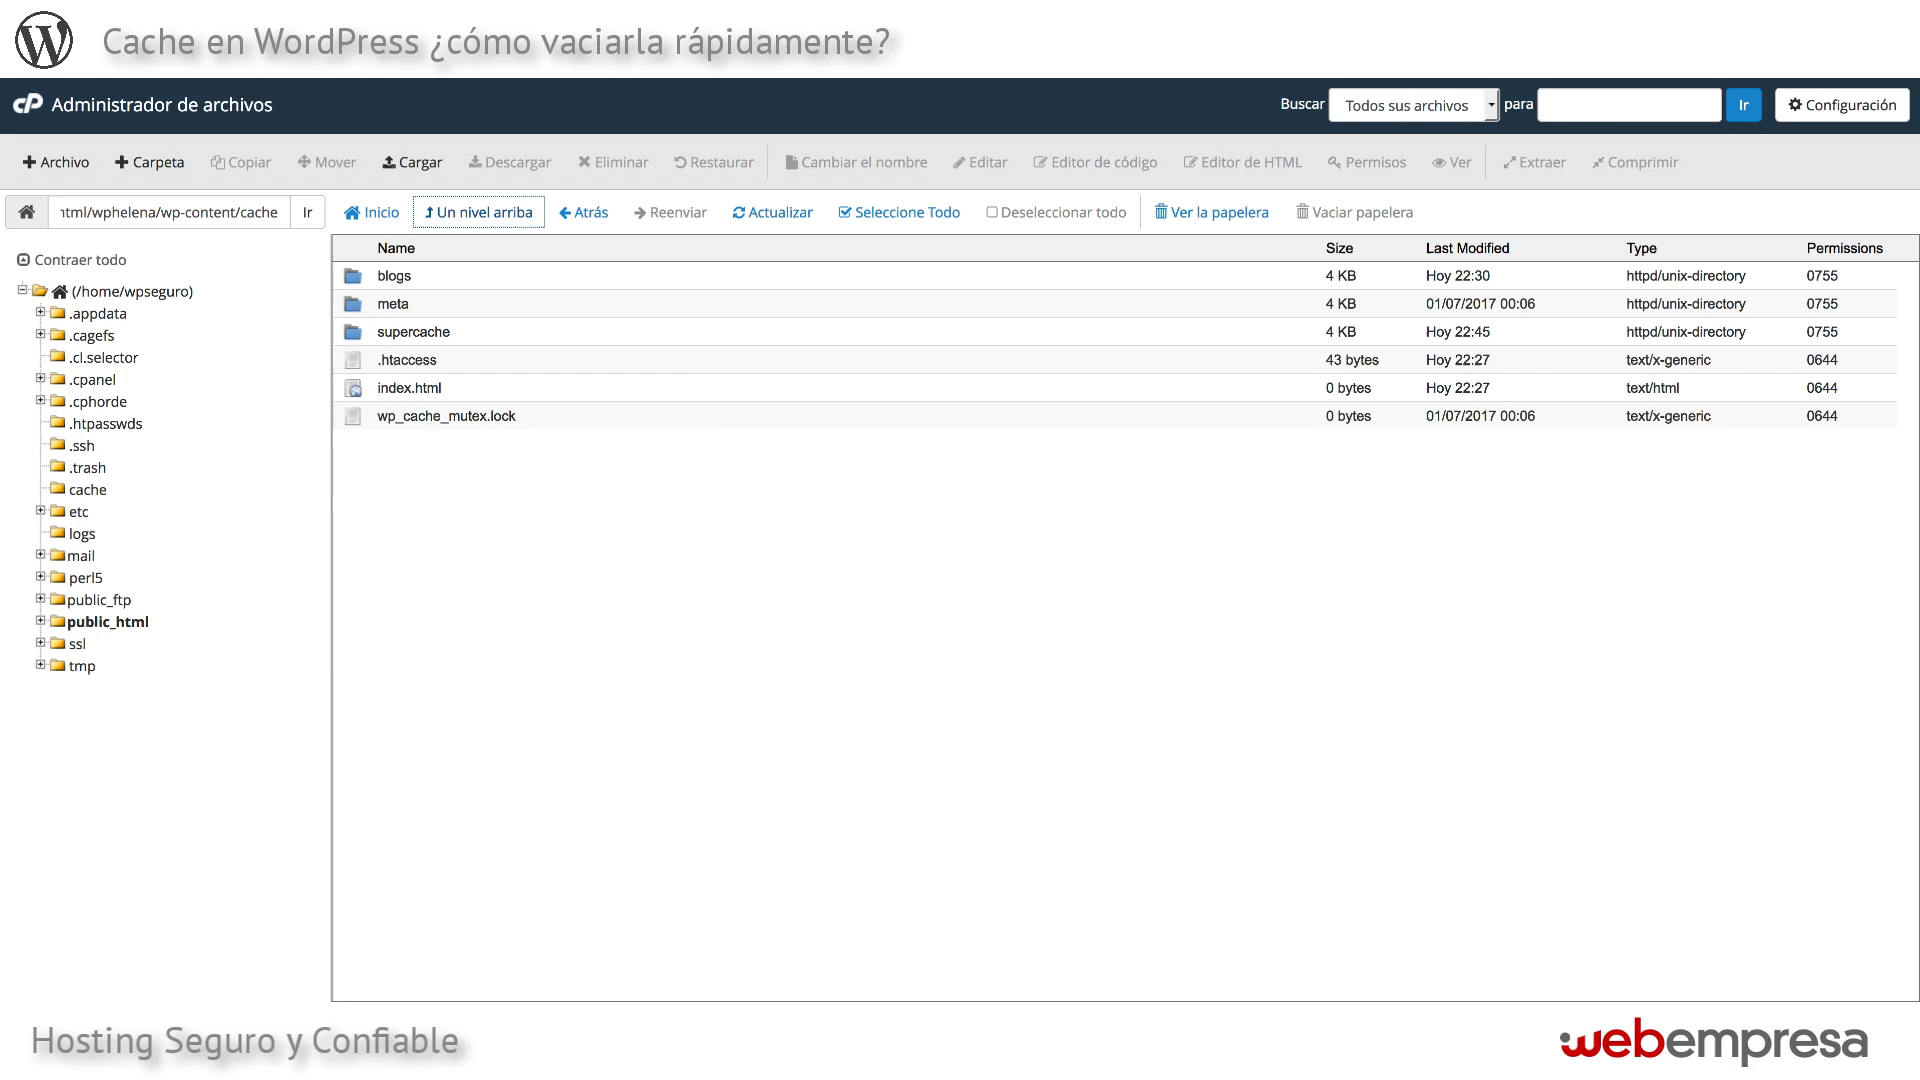 Cache en WordPress ¿cómo vaciarla rápidamente?
cP Administrador de archivos Buscar Todos sus archivos para Ir Configuración
Archivo Carpeta Copiar Mover Cargar Descargar Eliminar Restaurar Cambiar el nombre Editar Editor de código Editor de HTML Permisos Ver Extraer Comprimir
html/wphelena/wp-content/cache Ir Inicio Un nivel arriba Atrás Reenviar Actualizar Seleccione Todo Deseleccionar todo Ver la papelera Vaciar papelera
Contraer todo
(/home/wpseguro)
.appdata
.cagefs
.cl.selector
.cpanel
.cphorde
.htpasswds
.ssh
.trash
cache
etc
logs
mail
perl5
public_ftp
public_html
ssl
tmp
Name Size Last Modified Type Permissions
blogs 4 KB Hoy 22:30 httpd/unix-directory 0755
meta 4 KB 01/07/2017 00:06 httpd/unix-directory 0755
supercache 4 KB Hoy 22:45 httpd/unix-directory 0755
.htaccess 43 bytes Hoy 22:27 text/x-generic 0644
index.html 0 bytes Hoy 22:27 text/html 0644
wp_cache_mutex.lock 0 bytes 01/07/2017 00:06 text/x-generic 0644
Hosting Seguro y Confiable
webempresa